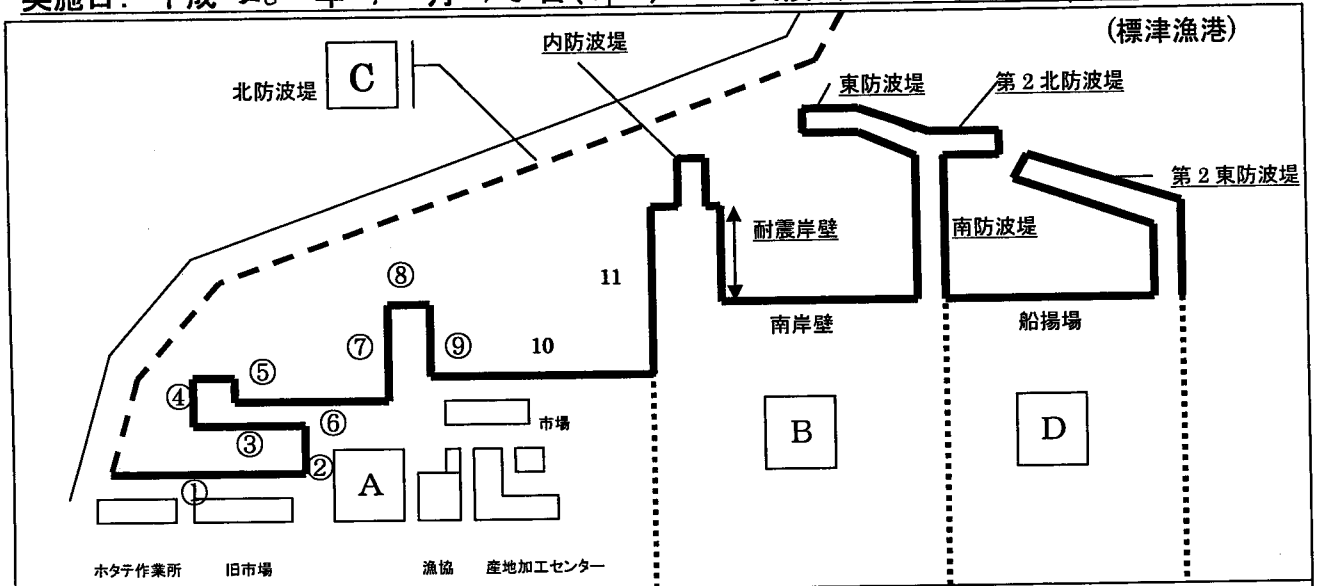 (標津漁港)
内防波堤
C
北防波堤
東防波堤
第2北防波堤
第2東防波堤
耐震岸壁
南防波堤
⑧
11
南岸壁
船揚場
⑦
⑨
10
⑤
④
⑥
市場
③
②
A
B
D
①
ホタテ作業所
旧市場
漁協
産地加工センター